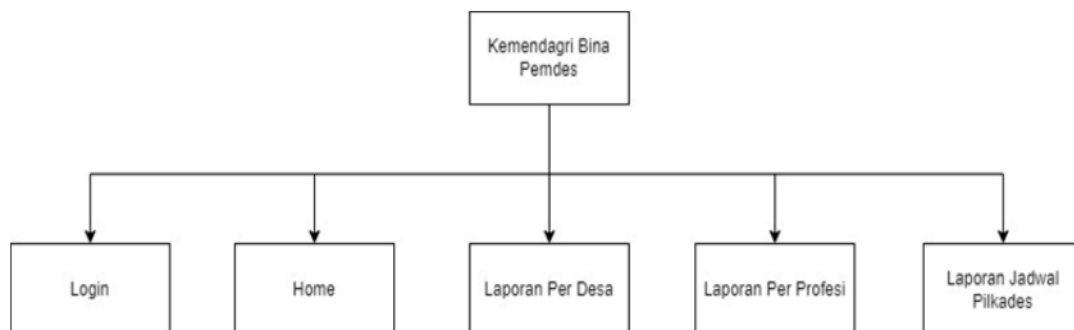 Kemendagri Bina
Pemdes
Login
Home
Laporan Per Desa
Laporan Per Profesi
Laporan Jadwal
Pilkades